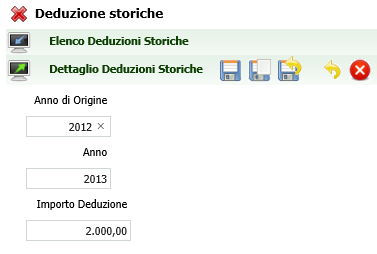 Deduzione storiche
Elenco Deduzioni Storiche
Dettaglio Deduzioni Storiche
Anno di Origine
2012 ×
Anno
2013
Importo Deduzione
2.000,00